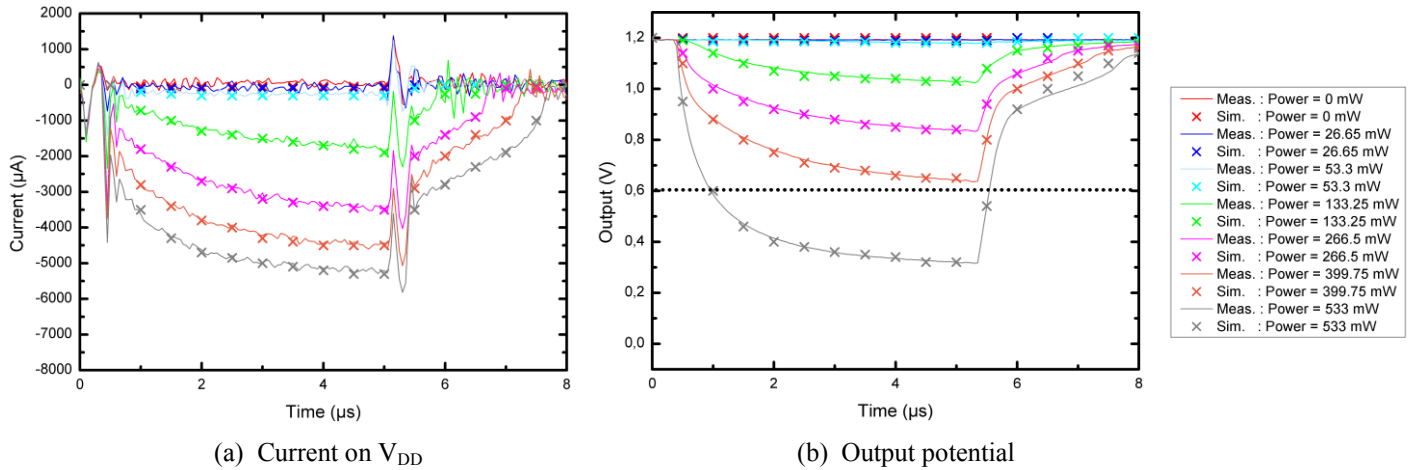 2000
1000
0
-1000
-2000
-3000
-4000
-5000
-6000
-7000
-8000
Current (µA)
0
2
4
6
8
Time (µs)
(a) Current on VDD
1,2
1,0
0,8
0,6
0,4
0,2
0,0
Output (V)
0
2
4
6
8
Time (µs)
(b) Output potential
Meas. : Power = 0 mW
Sim. : Power = 0 mW
Meas. : Power = 26.65 mW
Sim. : Power = 26.65 mW
Meas. : Power = 53.3 mW
Sim. : Power = 53.3 mW
Meas. : Power = 133.25 mW
Sim. : Power = 133.25 mW
Meas. : Power = 266.5 mW
Sim. : Power = 266.5 mW
Meas. : Power = 399.75 mW
Sim. : Power = 399.75 mW
Meas. : Power = 533 mW
Sim. : Power = 533 mW